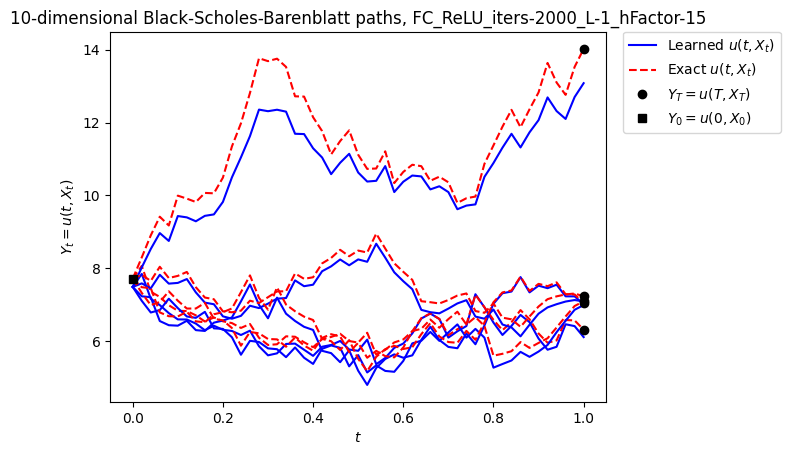 10-dimensional Black-Scholes-Barenblatt paths, FC_ReLU_iters-2000_L-1_hFactor-15
Learned u(t, X_t)
Exact u(t, X_t)
Y_T = u(T, X_T)
Y_0 = u(0, X_0)
Y_t = u(t, X_t)
14
12
10
8
6
0.0 0.2 0.4 0.6 0.8 1.0
t